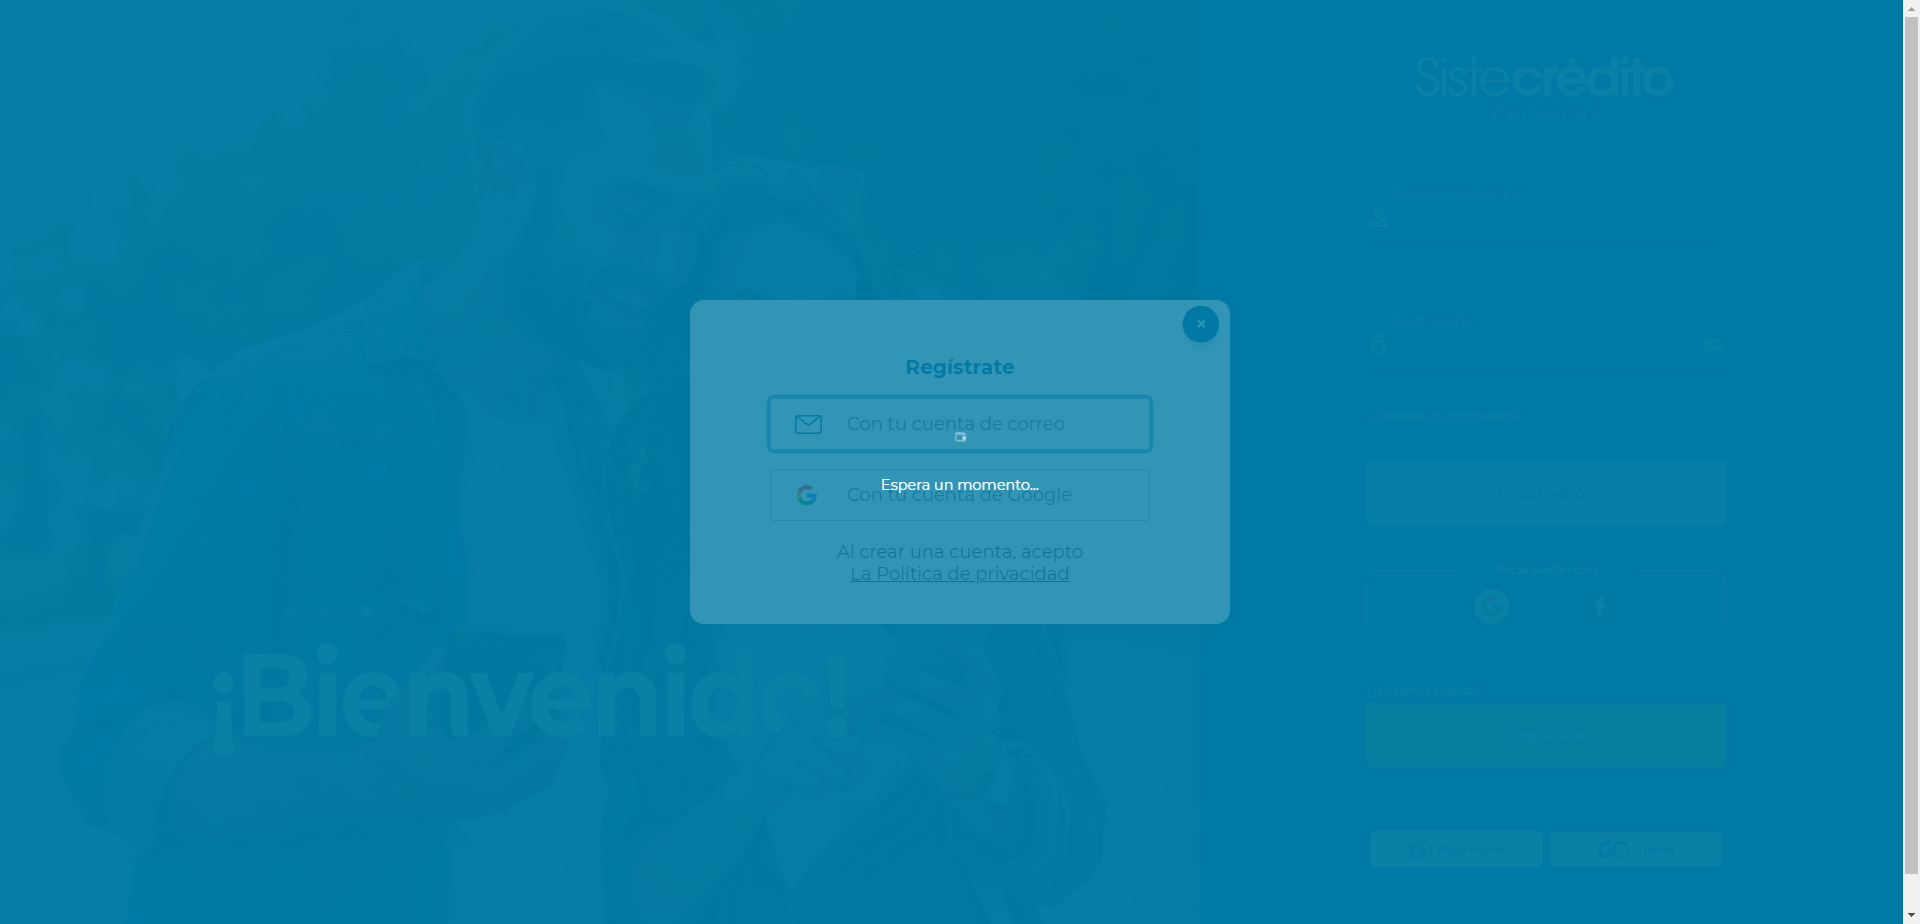 Sistecrédito
Personas
Correo electrónico
Contraseña
¿Olvidaste tu contraseña?
Iniciar sesión
Inicia sesión con
¿No tienes cuenta?
Regístrate
Pago rápido
Tienda
¡Bienvenido!
×
Regístrate
Con tu cuenta de correo
Espera un momento...
Con tu cuenta de Google
Al crear una cuenta, acepto
La Política de privacidad